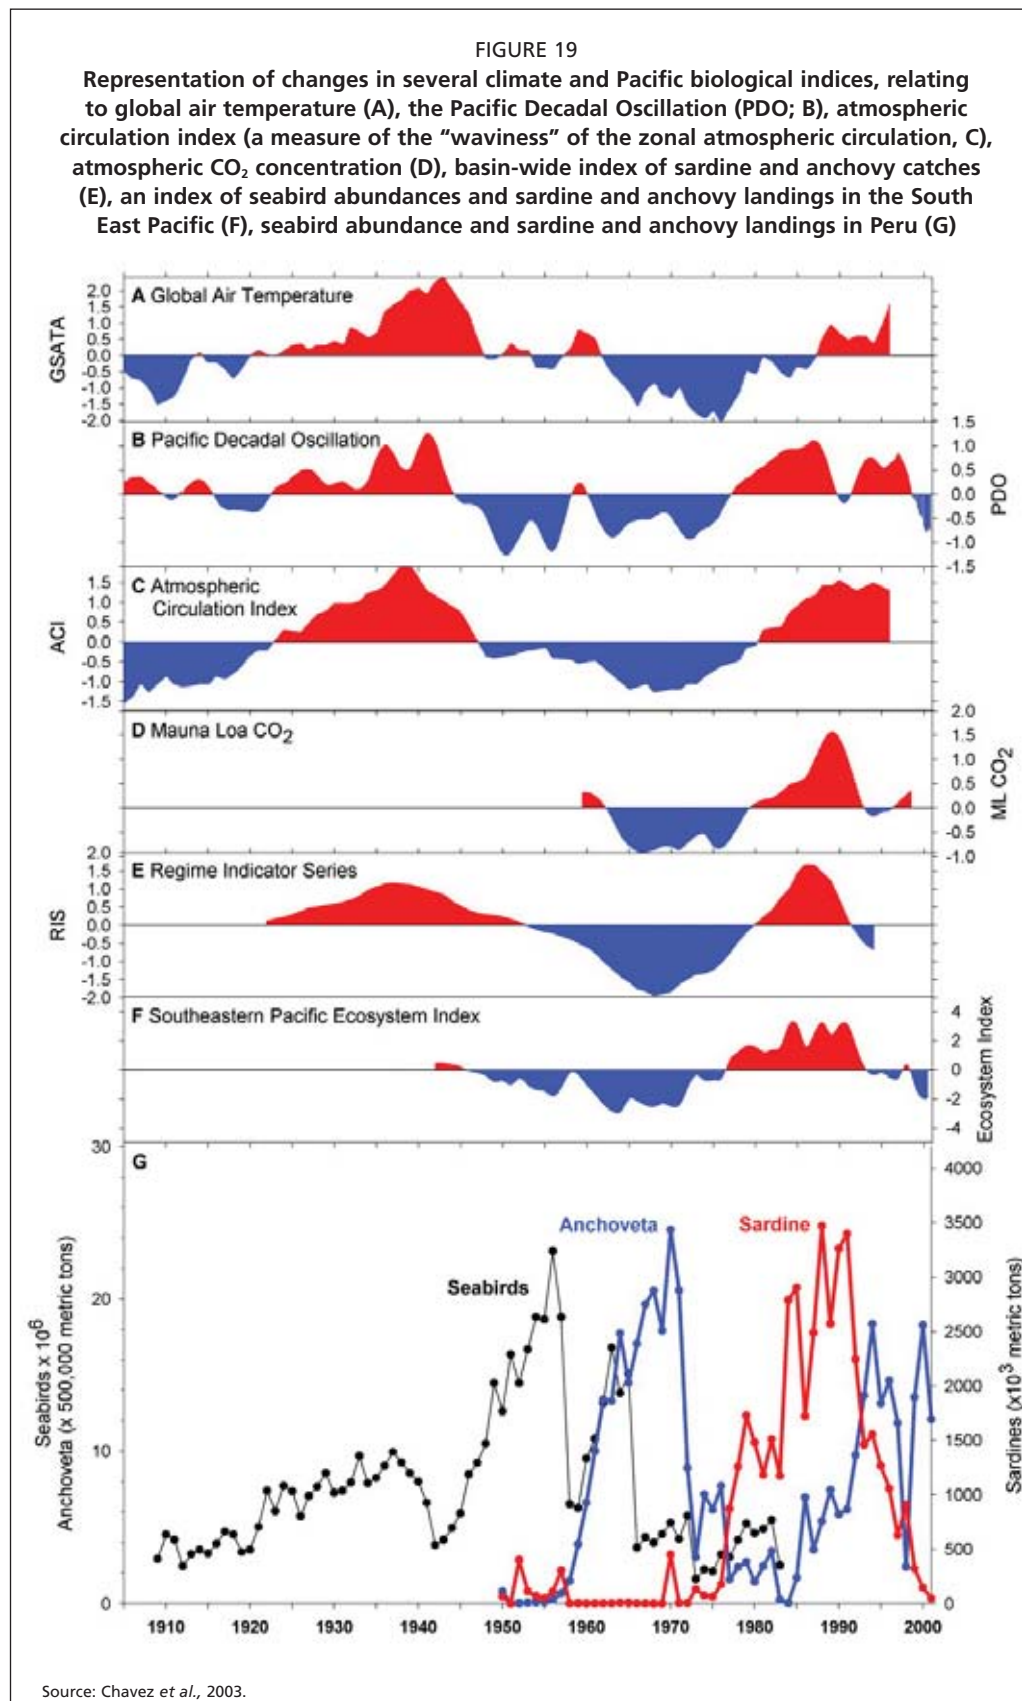 FIGURE 19
Representation of changes in several climate and Pacific biological indices, relating
to global air temperature (A), the Pacific Decadal Oscillation (PDO; B), atmospheric
circulation index (a measure of the “waviness” of the zonal atmospheric circulation, C),
atmospheric CO₂ concentration (D), basin-wide index of sardine and anchovy catches
(E), an index of seabird abundances and sardine and anchovy landings in the South
East Pacific (F), seabird abundance and sardine and anchovy landings in Peru (G)
A Global Air Temperature
GSATA
2.0
1.5
1.0
0.5
0.0
-0.5
-1.0
-1.5
-2.0
B Pacific Decadal Oscillation
1.5
1.0
0.5
0.0
-0.5
-1.0
-1.5
PDO
C Atmospheric
Circulation Index
ACI
1.5
1.0
0.5
0.0
-0.5
-1.0
-1.5
D Mauna Loa CO₂
2.0
1.5
1.0
0.5
0.0
-0.5
-1.0
ML CO₂
E Regime Indicator Series
RIS
2.0
1.5
1.0
0.5
0.0
-0.5
-1.0
-1.5
-2.0
F Southeastern Pacific Ecosystem Index
4
2
0
-2
-4
Ecosystem Index
G
Seabirds x 10⁶
Anchoveta (x 500,000 metric tons)
30
20
10
0
Anchoveta
Sardine
Seabirds
4000
3500
3000
2500
2000
1500
1000
500
0
Sardines (x10³ metric tons)
1910 1920 1930 1940 1950 1960 1970 1980 1990 2000
Source: Chavez et al., 2003.